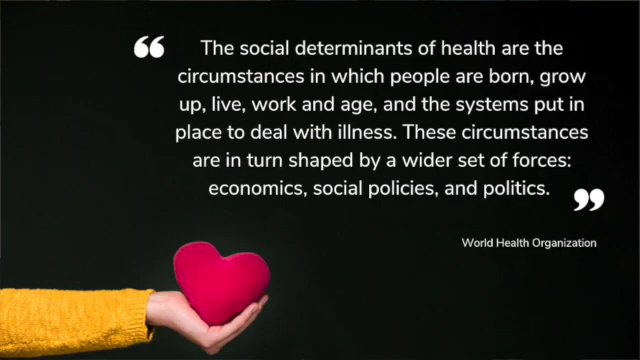 “ The social determinants of health are the
circumstances in which people are born, grow
up, live, work and age, and the systems put in
place to deal with illness. These circumstances
are in turn shaped by a wider set of forces:
economics, social policies, and politics. ”
World Health Organization